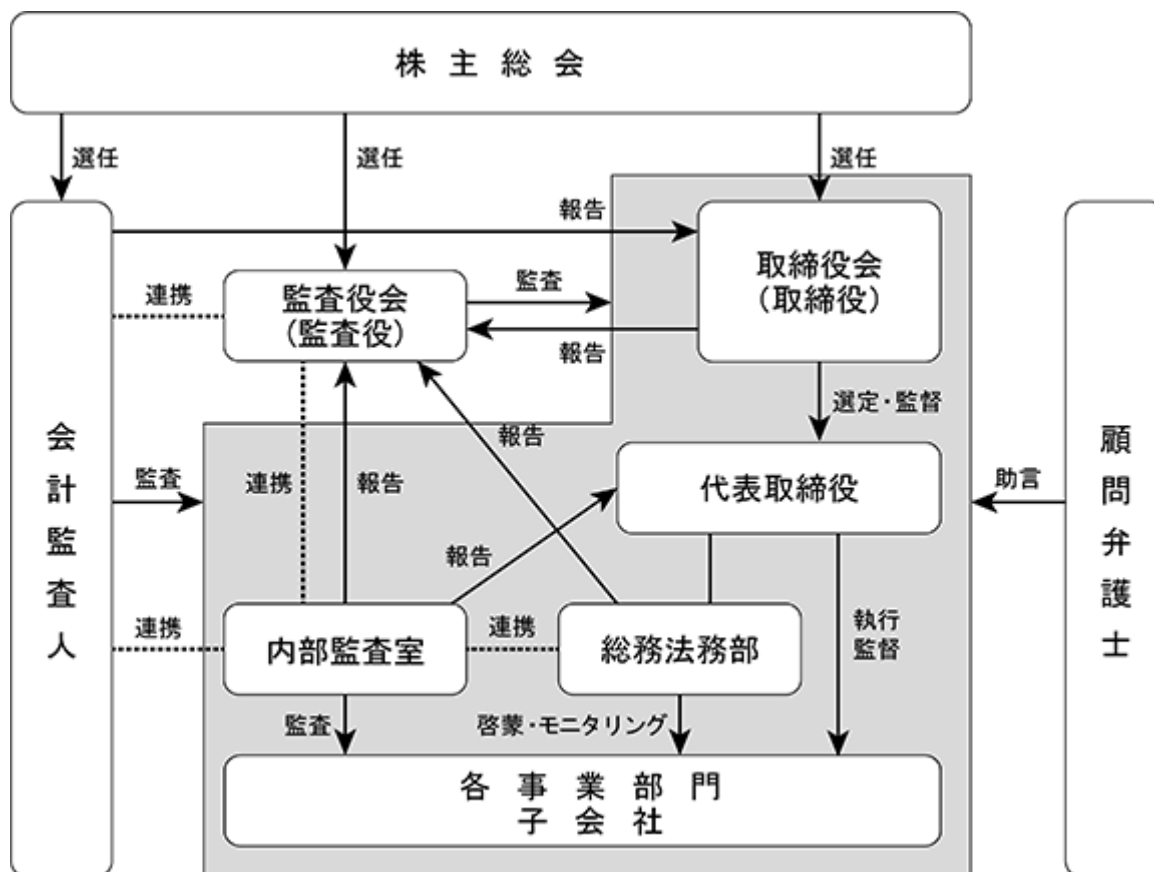 株主総会
選任
選任
選任
報告
取締役会
(取締役)
連携
監査役会
(監査役)
監査
報告
選定・監督
会計監査人
顧問弁護士
監査
連携
報告
報告
代表取締役
助言
報告
連携
内部監査室
連携
総務法務部
執行
監督
監査
啓蒙・モニタリング
各事業部門
子会社